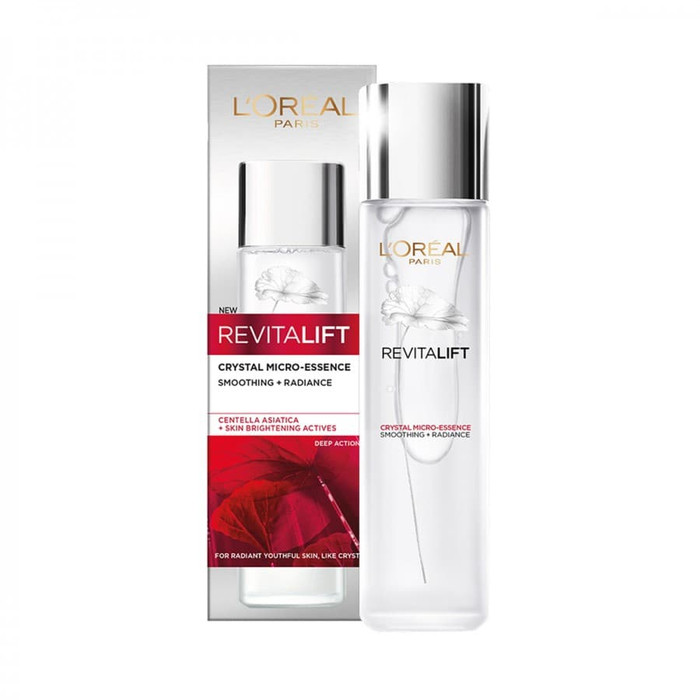 L'ORÉAL
PARIS
NEW
REVITALIFT
CRYSTAL MICRO-ESSENCE
SMOOTHING + RADIANCE
CENTELLA ASIATICA
+ SKIN BRIGHTENING ACTIVES
DEEP ACTION
FOR RADIANT YOUTHFUL SKIN, LIKE CRYST
L'ORÉAL
PARIS
REVITALIFT
CRYSTAL MICRO-ESSENCE
SMOOTHING + RADIANCE